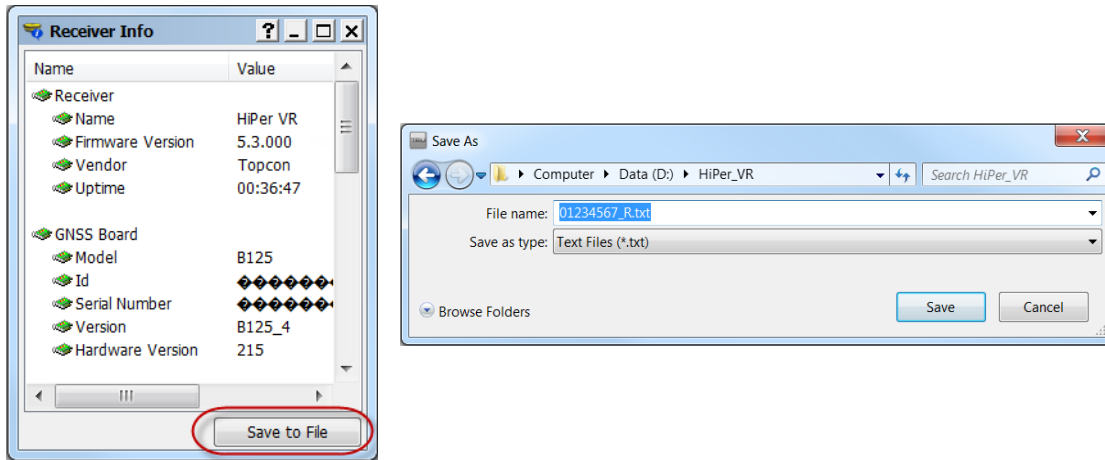 Receiver Info
Name Value
Receiver
Name HiPer VR
Firmware Version 5.3.000
Vendor Topcon
Uptime 00:36:47
GNSS Board
Model B125
Id �������
Serial Number �������
Version B125_4
Hardware Version 215
Save to File
Save As
Computer Data (D:) HiPer_VR Search HiPer_VR
File name: 01234567_R.txt
Save as type: Text Files (*.txt)
Browse Folders Save Cancel